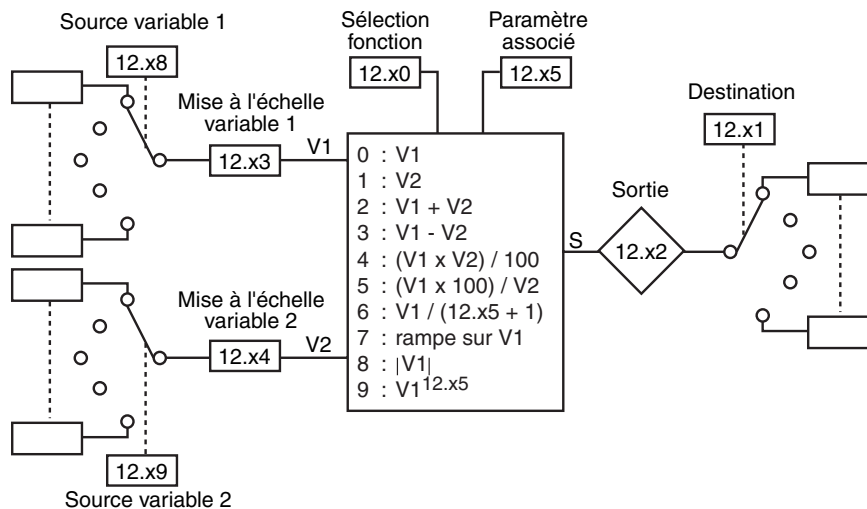 Source variable 1
12.x8
Mise à l'échelle
variable 1
12.x3
V1
Sélection
fonction
12.x0
Paramètre
associé
12.x5
0 : V1
1 : V2
2 : V1 + V2
3 : V1 - V2
4 : (V1 x V2) / 100
5 : (V1 x 100) / V2
6 : V1 / (12.x5 + 1)
7 : rampe sur V1
8 : |V1|
9 : V1^12.x5
Destination
12.x1
Sortie
S
12.x2
Mise à l'échelle
variable 2
12.x4
V2
12.x9
Source variable 2